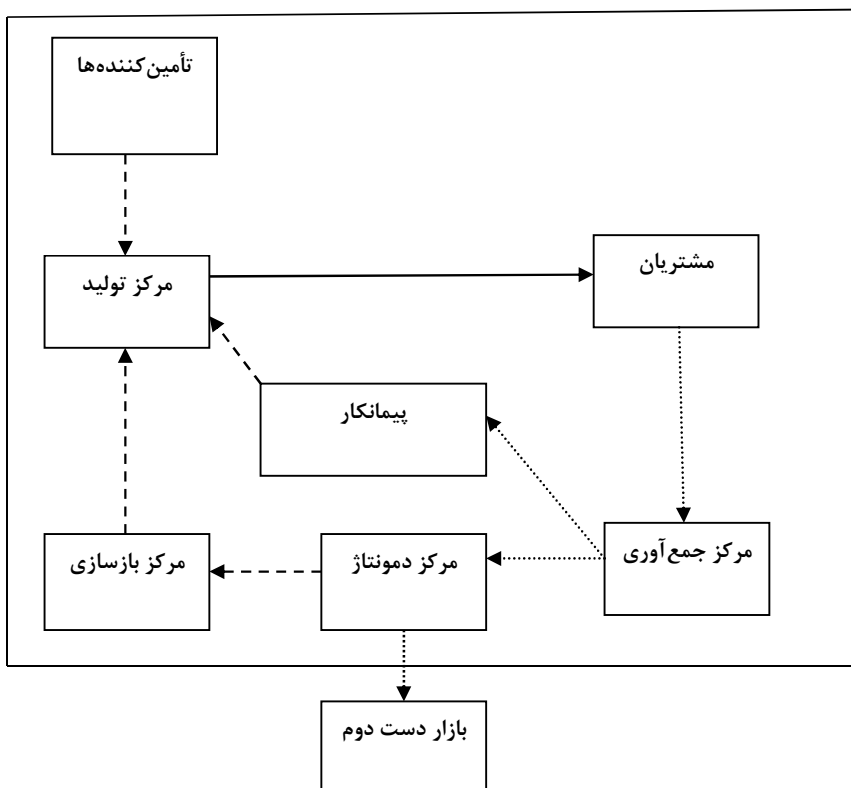 تأمین‌کننده‌ها
مشتریان
مرکز تولید
پیمانکار
مرکز جمع‌آوری
مرکز دمونتاژ
مرکز بازسازی
بازار دست دوم